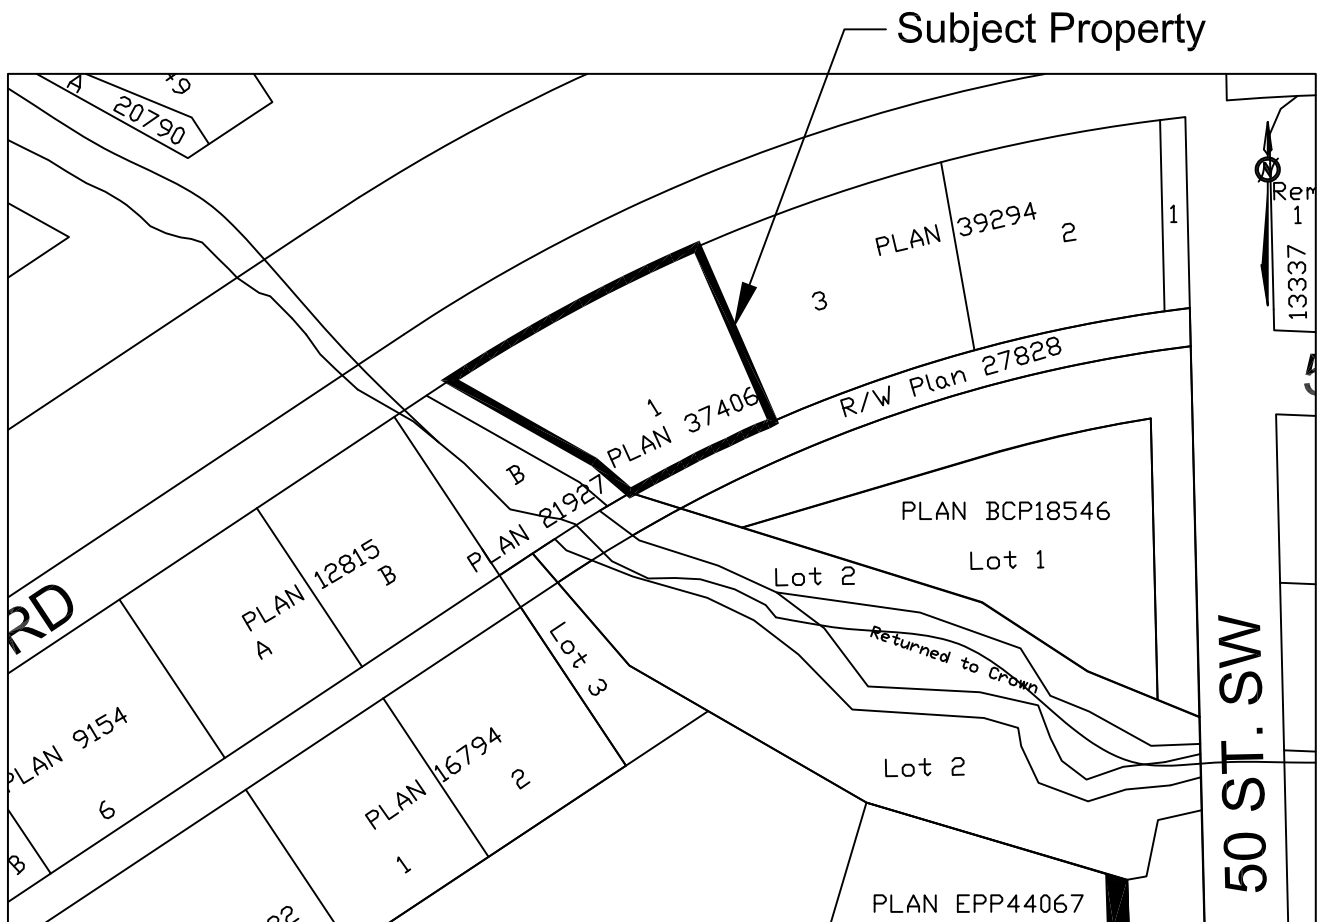 Subject Property
A
20790
49
PLAN 39294
2
1
3
N
Rem
1
13337
R/W Plan 27828
1
PLAN 37406
B
PLAN 21927
PLAN BCP18546
Lot 1
Lot 2
PLAN 12815
B
A
RD
Lot 3
Returned to Crown
PLAN 9154
6
B
PLAN 16794
2
1
Lot 2
50 ST. SW
PLAN EPP44067